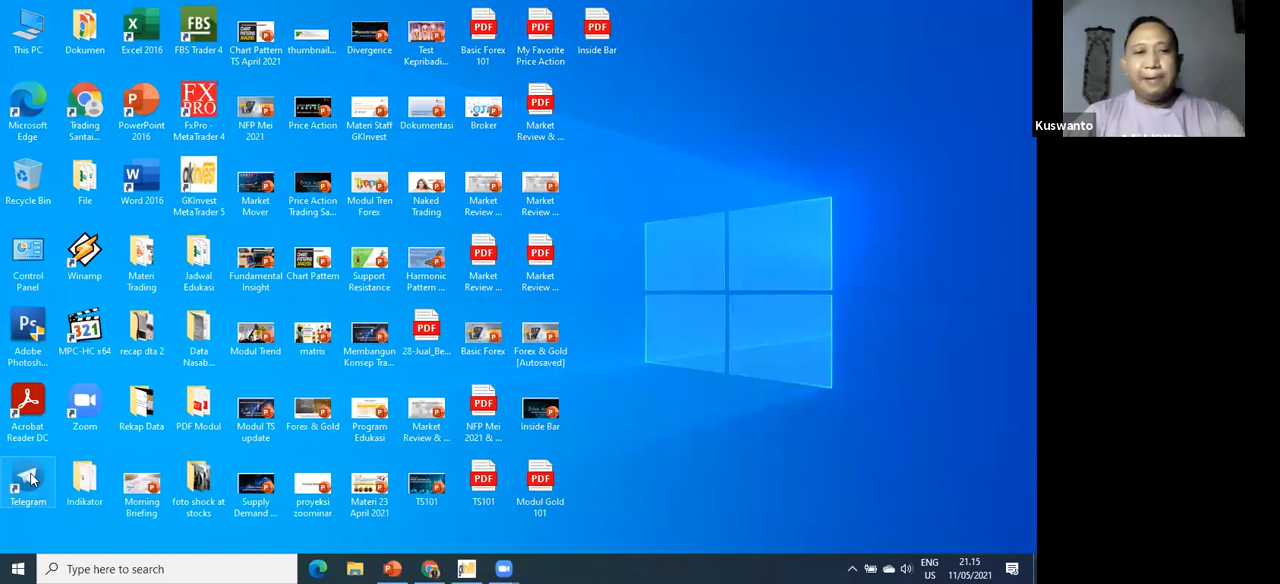 This PC
Dokumen
Excel 2016
FBS Trader 4
Chart Pattern
TS April 2021
thumbnail...
Divergence
Test
Kepribadi...
Basic Forex
101
My Favorite
Price Action
Inside Bar
Microsoft
Edge
Trading
Santai...
PowerPoint
2016
FxPro -
MetaTrader 4
NFP Mei
2021
Price Action
Materi Staff
GKInvest
Dokumentasi
Broker
Market
Review & ...
Recycle Bin
File
Word 2016
GKInvest
MetaTrader 5
Market
Mover
Price Action
Trading Sa...
Modul Tren
Forex
Naked
Trading
Market
Review ...
Market
Review ...
Control
Panel
Winamp
Materi
Trading
Jadwal
Edukasi
Fundamental
Insight
Chart Pattern
Support
Resistance
Harmonic
Pattern ...
Market
Review ...
Market
Review ...
Adobe
Photosh...
MPC-HC x64
recap dta 2
Data
Nasab...
Modul Trend
matrix
Membangun
Konsep Tra...
28-Jual_Be...
Basic Forex
Forex & Gold
[Autosaved]
Acrobat
Reader DC
Zoom
Rekap Data
PDF Modul
Modul TS
update
Forex & Gold
Program
Edukasi
Market
Review & ...
NFP Mei
2021 & ...
Inside Bar
Telegram
Indikator
Morning
Briefing
foto shock at
stocks
Supply
Demand ...
proyeksi
zoominar
Materi 23
April 2021
TS101
TS101
Modul Gold
101
Kuswanto
Type here to search
ENG
US
21.15
11/05/2021